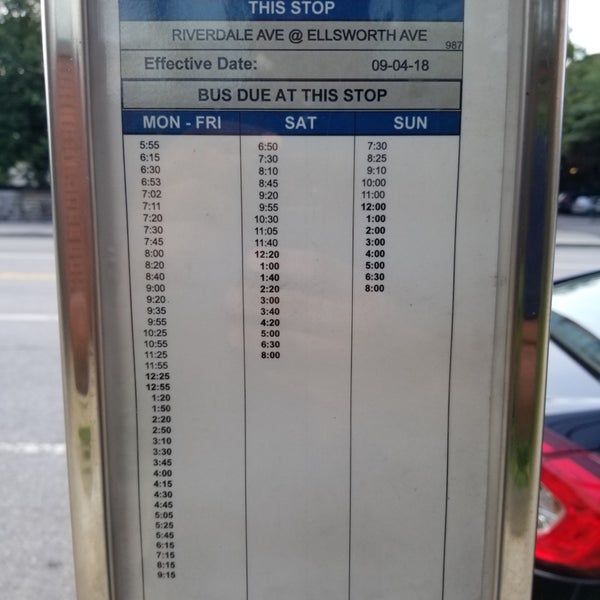 THIS STOP
RIVERDALE AVE @ ELLSWORTH AVE 987
Effective Date: 09-04-18
BUS DUE AT THIS STOP
MON - FRI SAT SUN
5:55 6:50 7:30
6:15 7:30 8:25
6:30 8:10 9:10
6:53 8:45 10:00
7:02 9:20 11:00
7:11 9:55 12:00
7:20 10:30 1:00
7:30 11:05 2:00
7:45 11:40 3:00
8:00 12:20 4:00
8:20 1:00 5:00
8:40 1:40 6:30
9:00 2:20 8:00
9:20 3:00
9:35 3:40
9:55 4:20
10:25 5:00
10:55 6:30
11:25 8:00
11:55
12:25
12:55
1:20
1:50
2:20
2:50
3:10
3:30
3:45
4:00
4:15
4:30
4:45
5:05
5:25
5:45
6:15
7:15
8:15
9:15